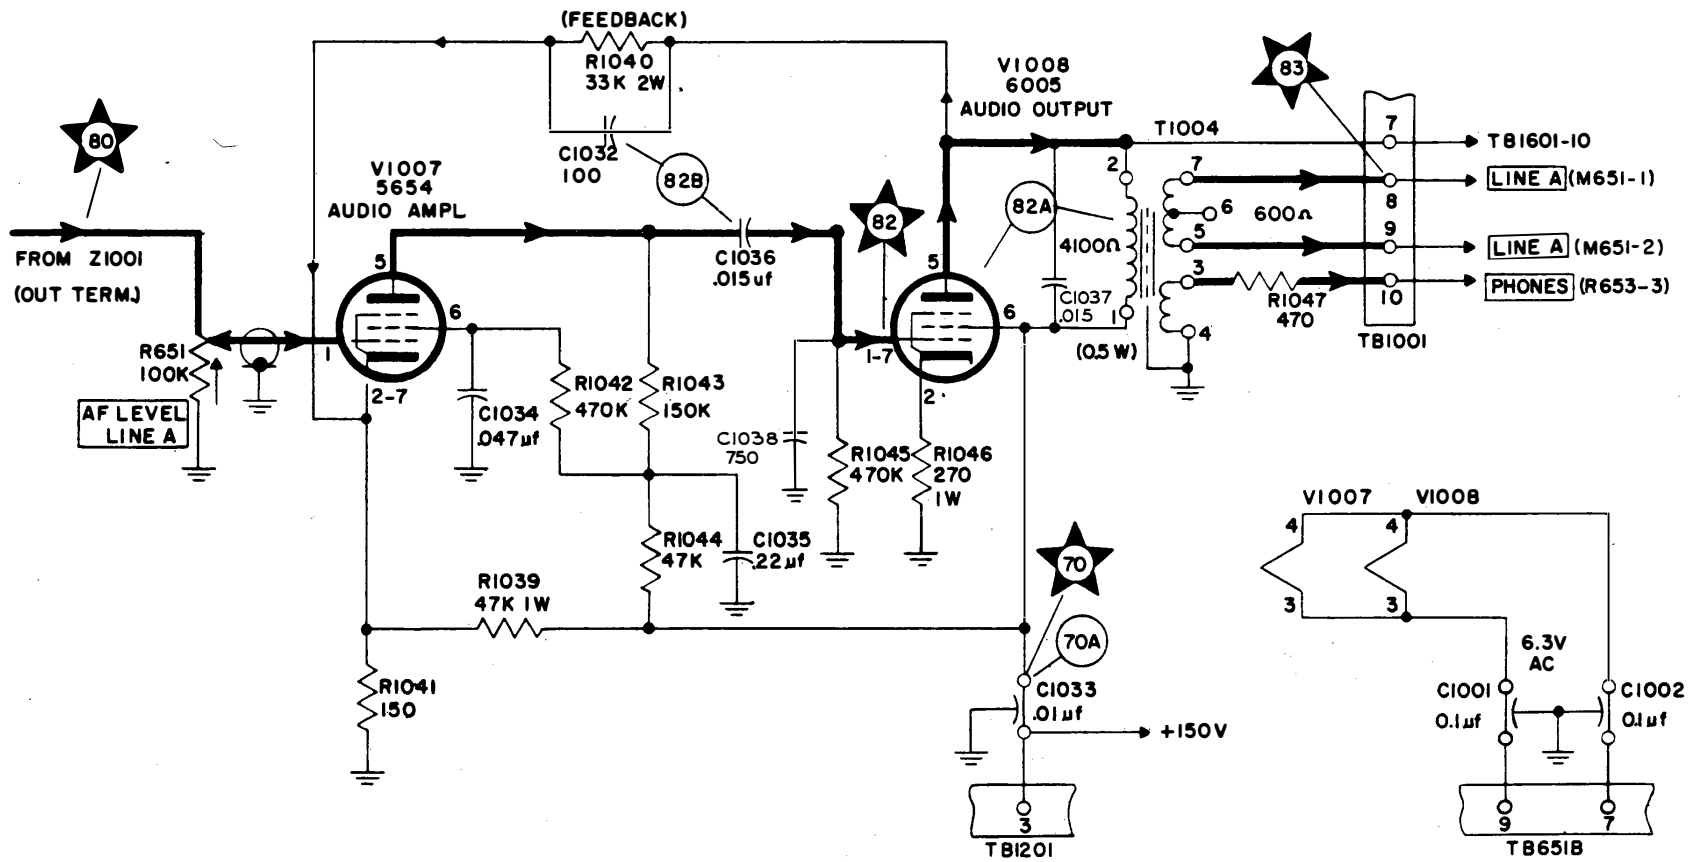 (FEEDBACK)
R1040
33K 2W
C1032
100
82B
80
V1007
5654
AUDIO AMPL
FROM Z1001
(OUT TERM.)
R651
100K
AF LEVEL
LINE A
5
6
1
2-7
C1034
.047µf
R1042
470K
R1043
150K
C1036
.015uf
82
V1008
6005
AUDIO OUTPUT
82A
5
6
1-7
2
C1038
750
R1045
470K
R1046
270
1W
T1004
2
4100Ω
1
C1037
.015
(0.5 W)
7
6
600Ω
5
3
4
R1047
470
83
7
8
9
10
TB1001
TB1601-10
LINE A (M651-1)
LINE A (M651-2)
PHONES (R653-3)
R1044
47K
C1035
.22µf
R1039
47K 1W
R1041
150
70
70A
C1033
.01µf
+150V
3
TB1201
V1007
V1008
4
4
3
3
6.3V
AC
C1001
0.1µf
C1002
0.1µf
9
7
TB651B